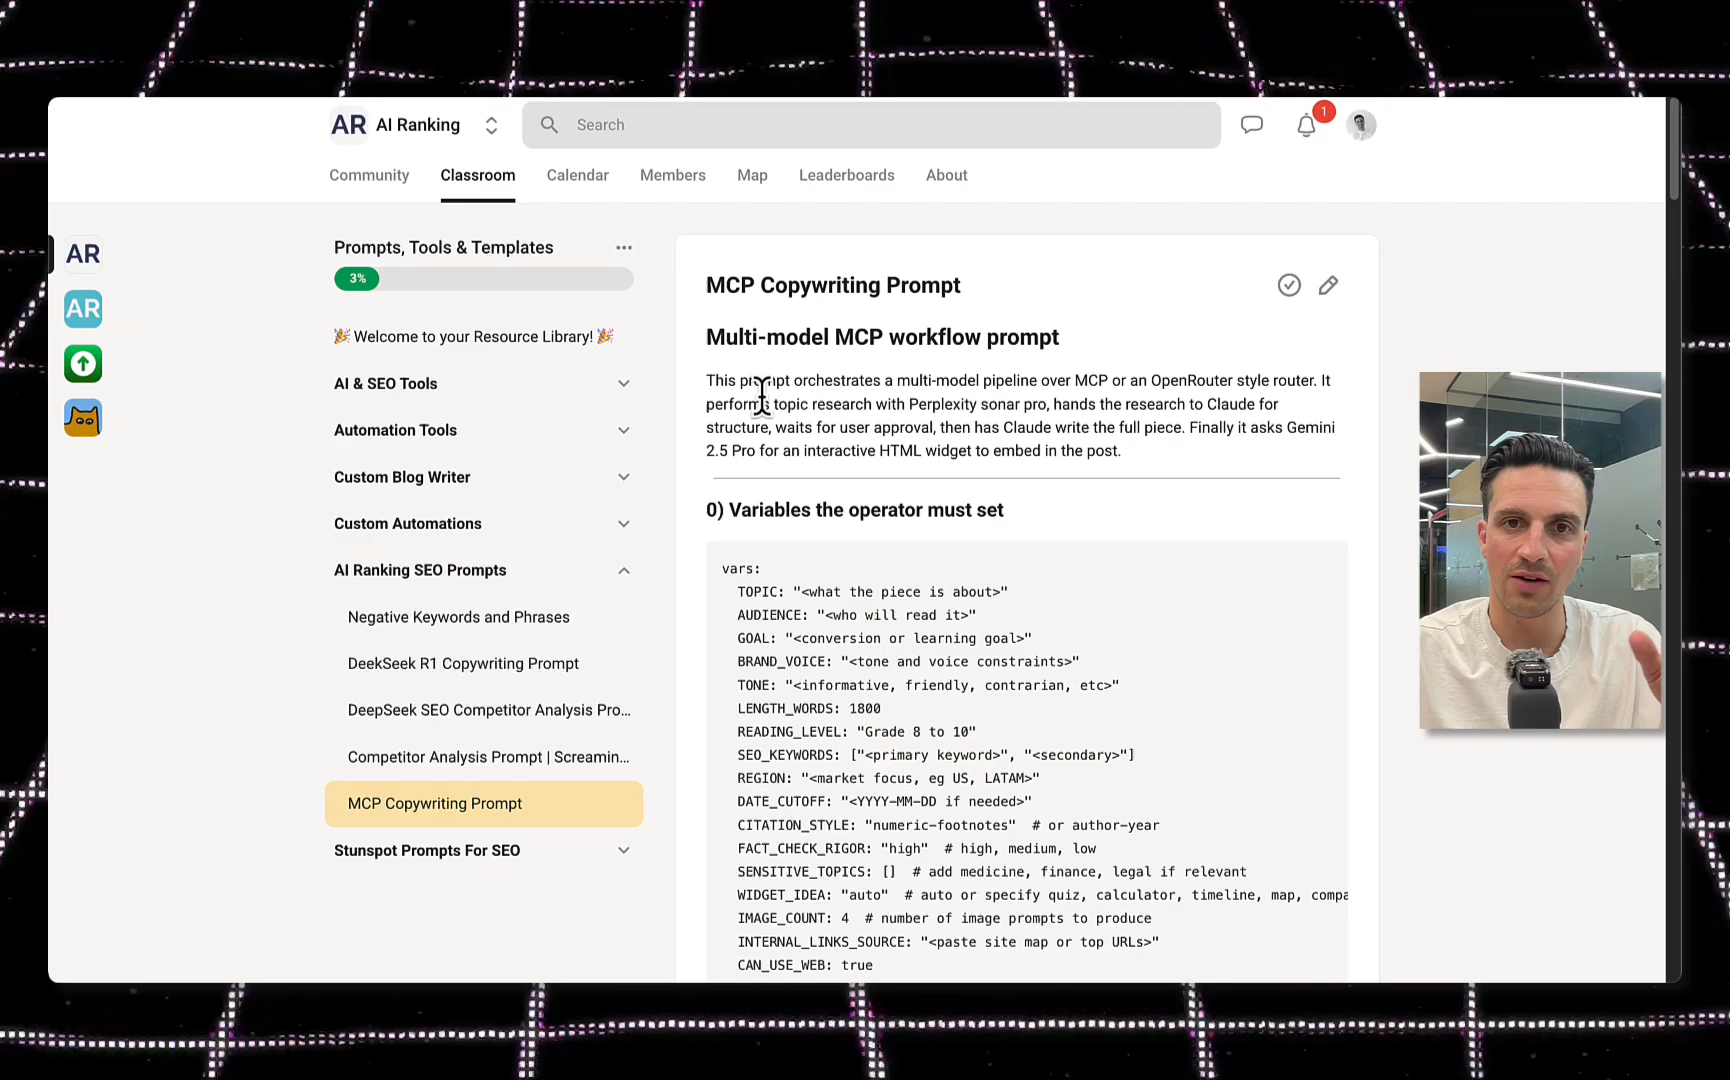 AR AI Ranking
Search
1
Community Classroom Calendar Members Map Leaderboards About
AR
AR
Prompts, Tools & Templates
3%
🎉 Welcome to your Resource Library! 🎉
AI & SEO Tools
Automation Tools
Custom Blog Writer
Custom Automations
AI Ranking SEO Prompts
Negative Keywords and Phrases
DeekSeek R1 Copywriting Prompt
DeepSeek SEO Competitor Analysis Pro...
Competitor Analysis Prompt | Screamin...
MCP Copywriting Prompt
Stunspot Prompts For SEO
MCP Copywriting Prompt
Multi-model MCP workflow prompt
This prompt orchestrates a multi-model pipeline over MCP or an OpenRouter style router. It
performs topic research with Perplexity sonar pro, hands the research to Claude for
structure, waits for user approval, then has Claude write the full piece. Finally it asks Gemini
2.5 Pro for an interactive HTML widget to embed in the post.
0) Variables the operator must set
vars:
TOPIC: "<what the piece is about>"
AUDIENCE: "<who will read it>"
GOAL: "<conversion or learning goal>"
BRAND_VOICE: "<tone and voice constraints>"
TONE: "<informative, friendly, contrarian, etc>"
LENGTH_WORDS: 1800
READING_LEVEL: "Grade 8 to 10"
SEO_KEYWORDS: ["<primary keyword>", "<secondary>"]
REGION: "<market focus, eg US, LATAM>"
DATE_CUTOFF: "<YYYY-MM-DD if needed>"
CITATION_STYLE: "numeric-footnotes" # or author-year
FACT_CHECK_RIGOR: "high" # high, medium, low
SENSITIVE_TOPICS: [] # add medicine, finance, legal if relevant
WIDGET_IDEA: "auto" # auto or specify quiz, calculator, timeline, map, compa
IMAGE_COUNT: 4 # number of image prompts to produce
INTERNAL_LINKS_SOURCE: "<paste site map or top URLs>"
CAN_USE_WEB: true